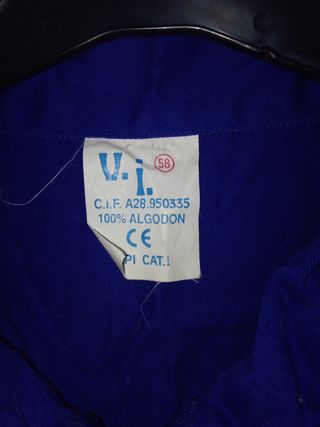 V.i. 58
C.I.F. A28.950335
100% ALGODON
CE
PI CAT.I